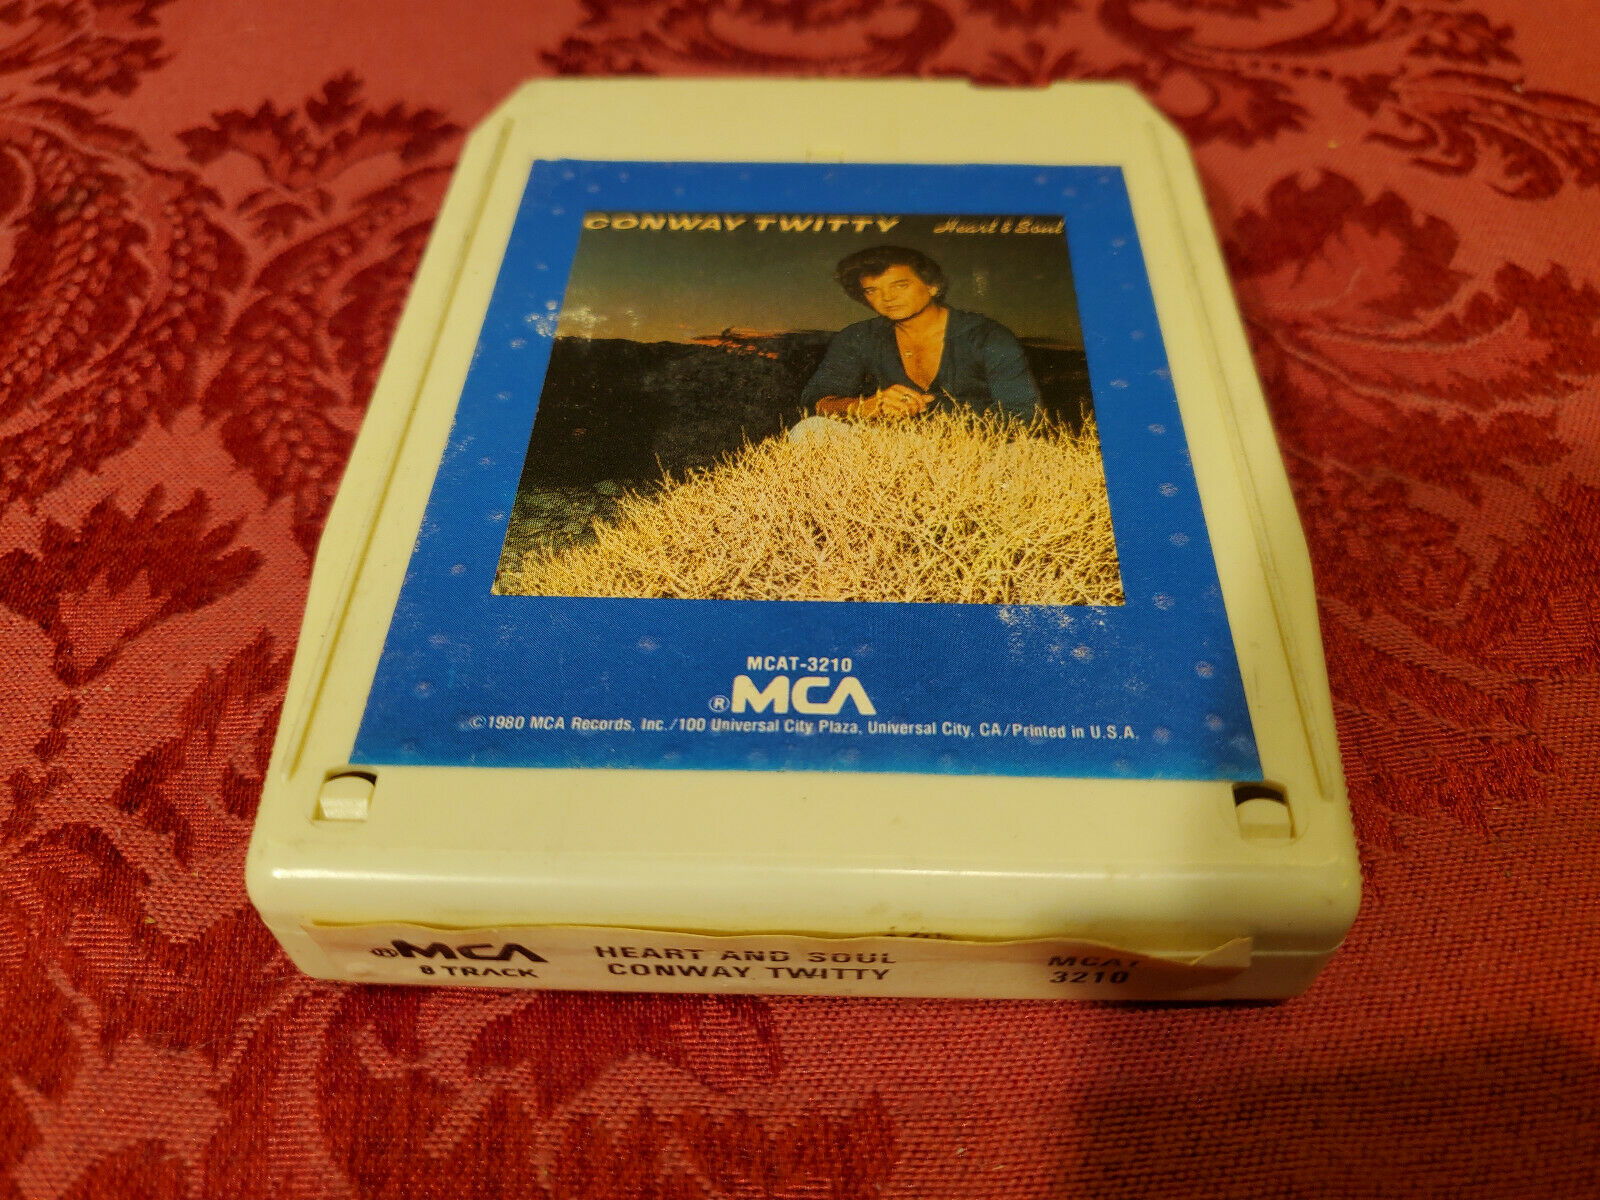 CONWAY TWITTY Heart & Soul
MCAT-3210
®MCA
©1980 MCA Records, Inc./100 Universal City Plaza, Universal City, CA/Printed in U.S.A.
®MCA HEART AND SOUL MCAT
8 TRACK CONWAY TWITTY 3210